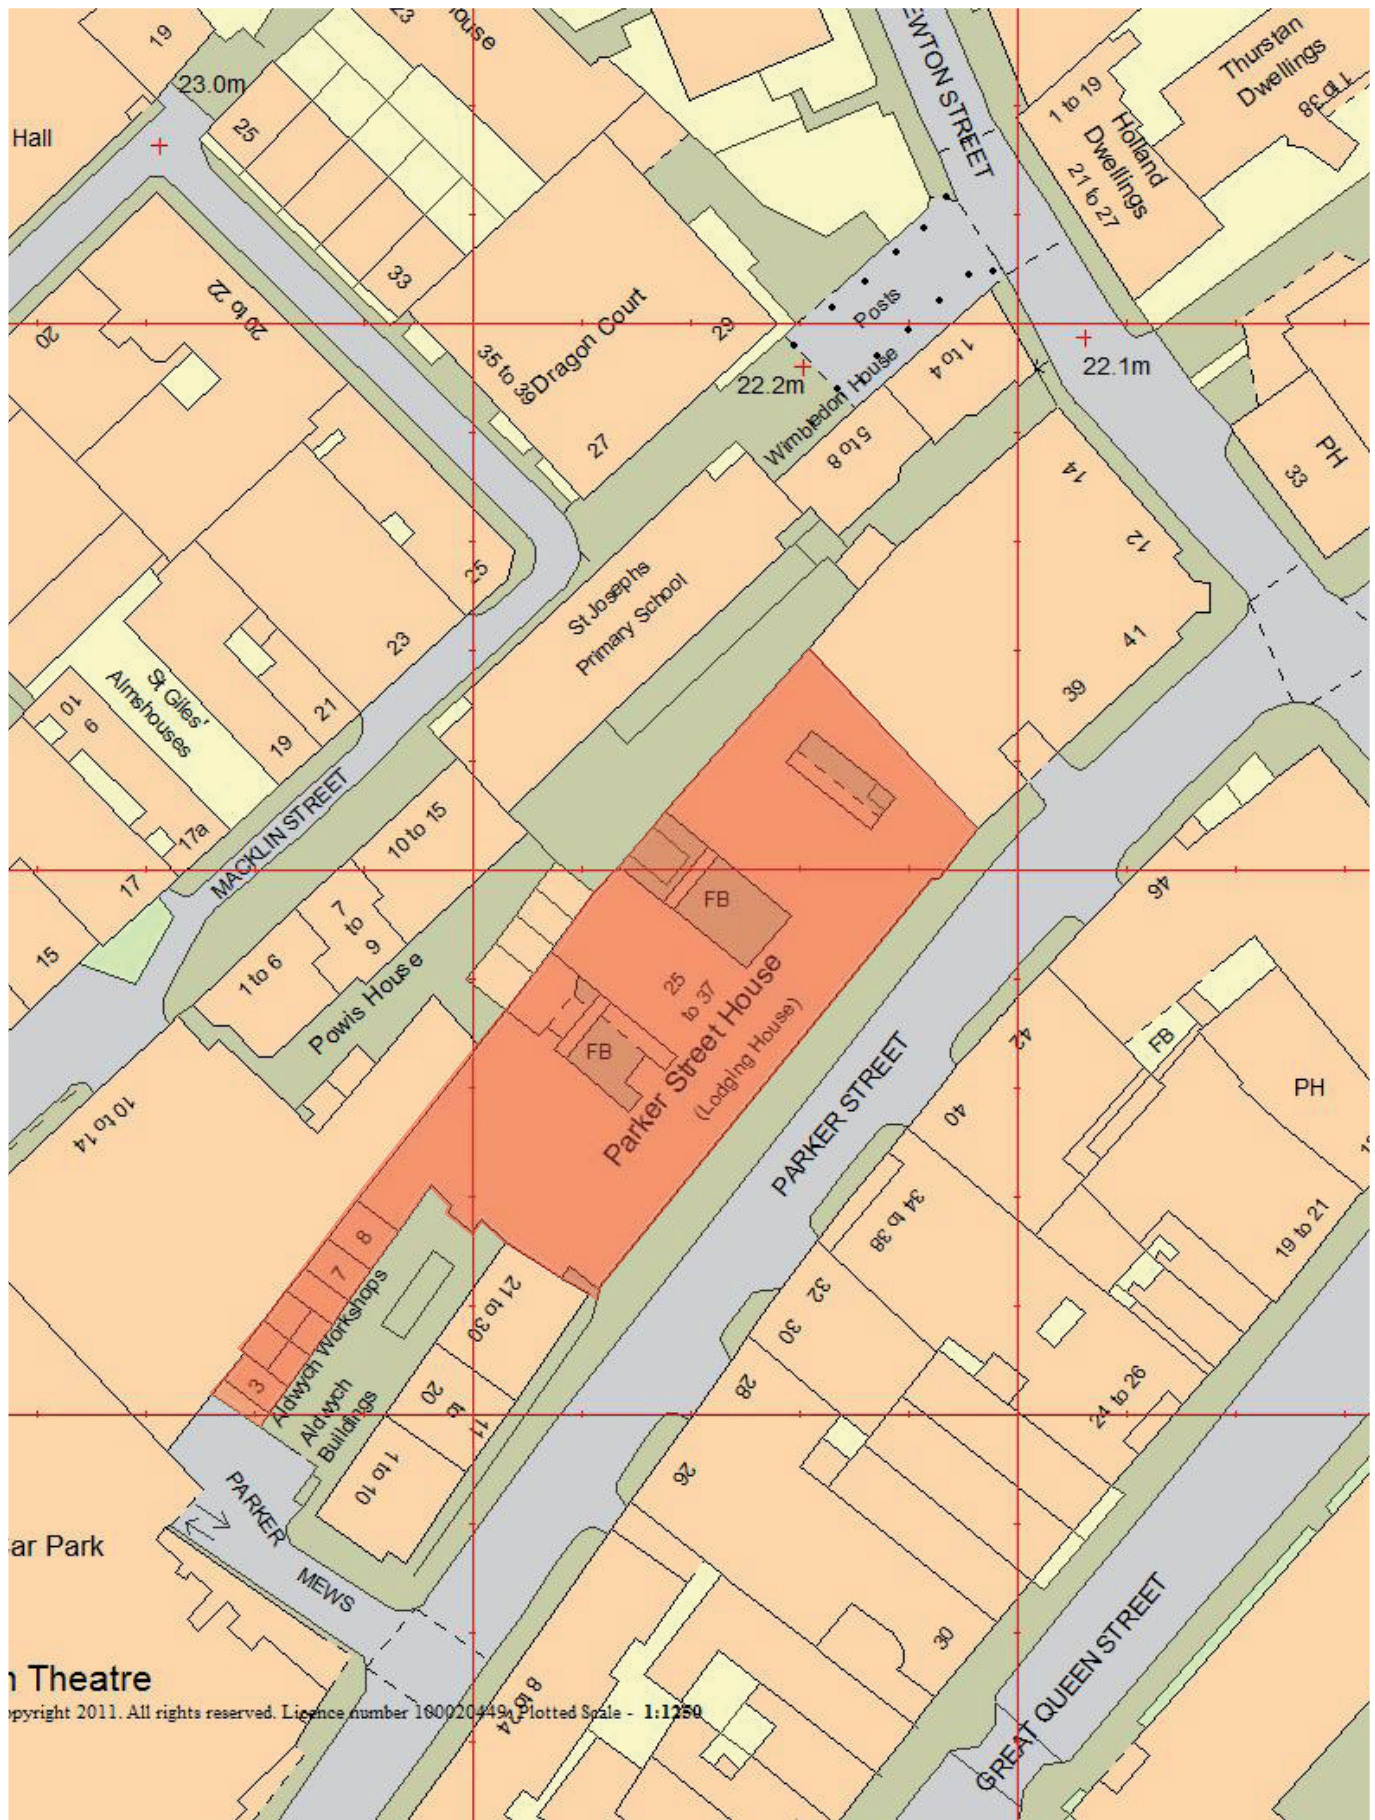 19
23
23.0m
25
Hall
EWTON STREET
1 to 19
Holland
Dwellings
21 to 27
Thurstan
Dwellings
1 to 38
33
20 to 22
20
35 to 39
Dragon Court
29
27
Posts
22.2m
Wimbledon House
1 to 4
5 to 8
22.1m
PH
33
14
12
41
39
25
23
St Josephs
Primary School
St Giles'
Almshouses
10
9
21
19
17a
17
15
MACKLIN STREET
10 to 15
7
to
9
1 to 6
Powis House
10 to 14
FB
25
to 37
FB
Parker Street House
(Lodging House)
PARKER STREET
46
42
FB
PH
40
34 to 38
32
30
28
26
19 to 21
24 to 26
8
7
3
Aldwych Workshops
Aldwych
Buildings
21 to 30
20
to
11
1 to 10
PARKER
MEWS
ar Park
Theatre
opyright 2011. All rights reserved. Licence number 100020449. Plotted Scale - 1:1250
8 to 24
30
GREAT QUEEN STREET